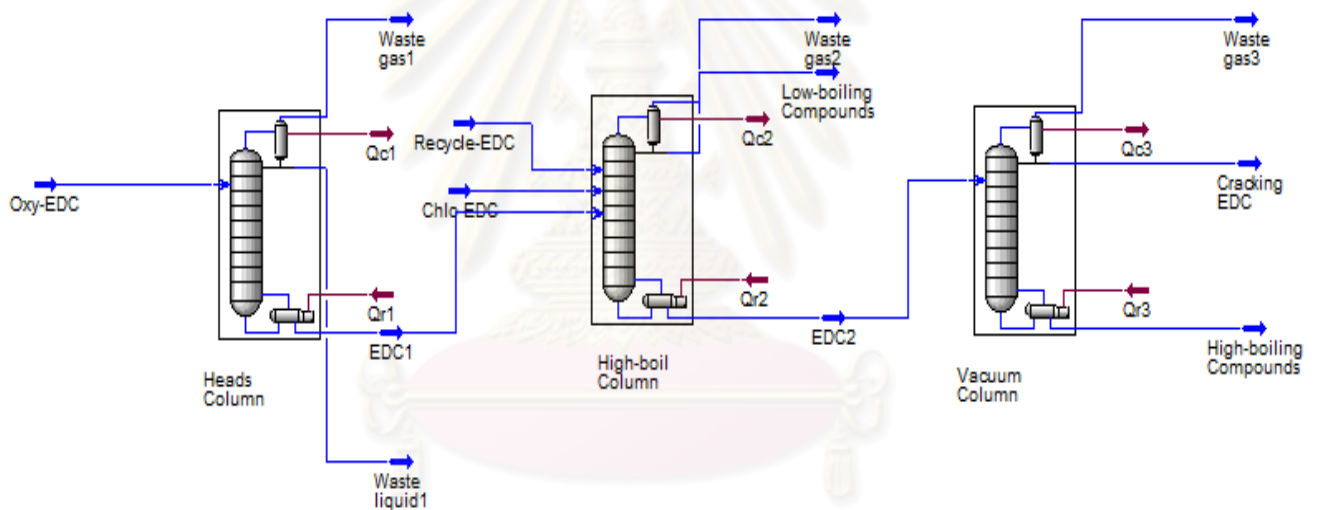 Waste
gas1
Waste
gas2
Waste
gas3
Low-boiling
Compounds
Recycle-EDC
Qc1
Qc2
Qc3
Oxy-EDC
Chlo-EDC
Cracking
EDC
Qr1
Qr2
Qr3
EDC1
EDC2
High-boiling
Compounds
Heads
Column
High-boil
Column
Vacuum
Column
Waste
liquid1